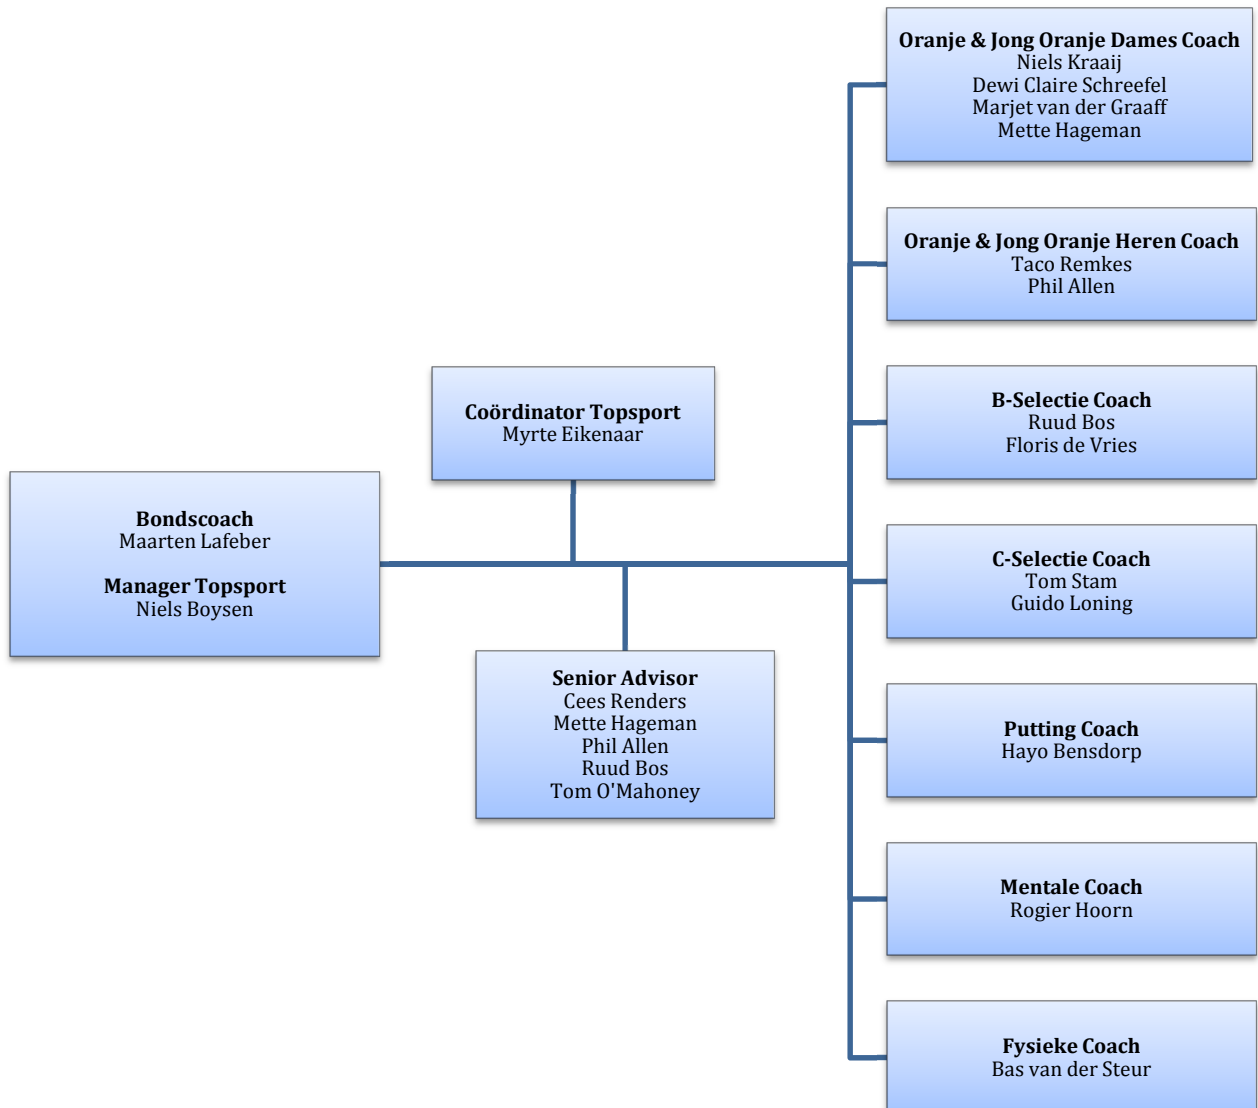 Bondscoach
Maarten Lafeber
Manager Topsport
Niels Boysen
Coördinator Topsport
Myrte Eikenaar
Senior Advisor
Cees Renders
Mette Hageman
Phil Allen
Ruud Bos
Tom O'Mahoney
Oranje & Jong Oranje Dames Coach
Niels Kraaij
Dewi Claire Schreefel
Marjet van der Graaff
Mette Hageman
Oranje & Jong Oranje Heren Coach
Taco Remkes
Phil Allen
B-Selectie Coach
Ruud Bos
Floris de Vries
C-Selectie Coach
Tom Stam
Guido Loning
Putting Coach
Hayo Bensdorp
Mentale Coach
Rogier Hoorn
Fysieke Coach
Bas van der Steur